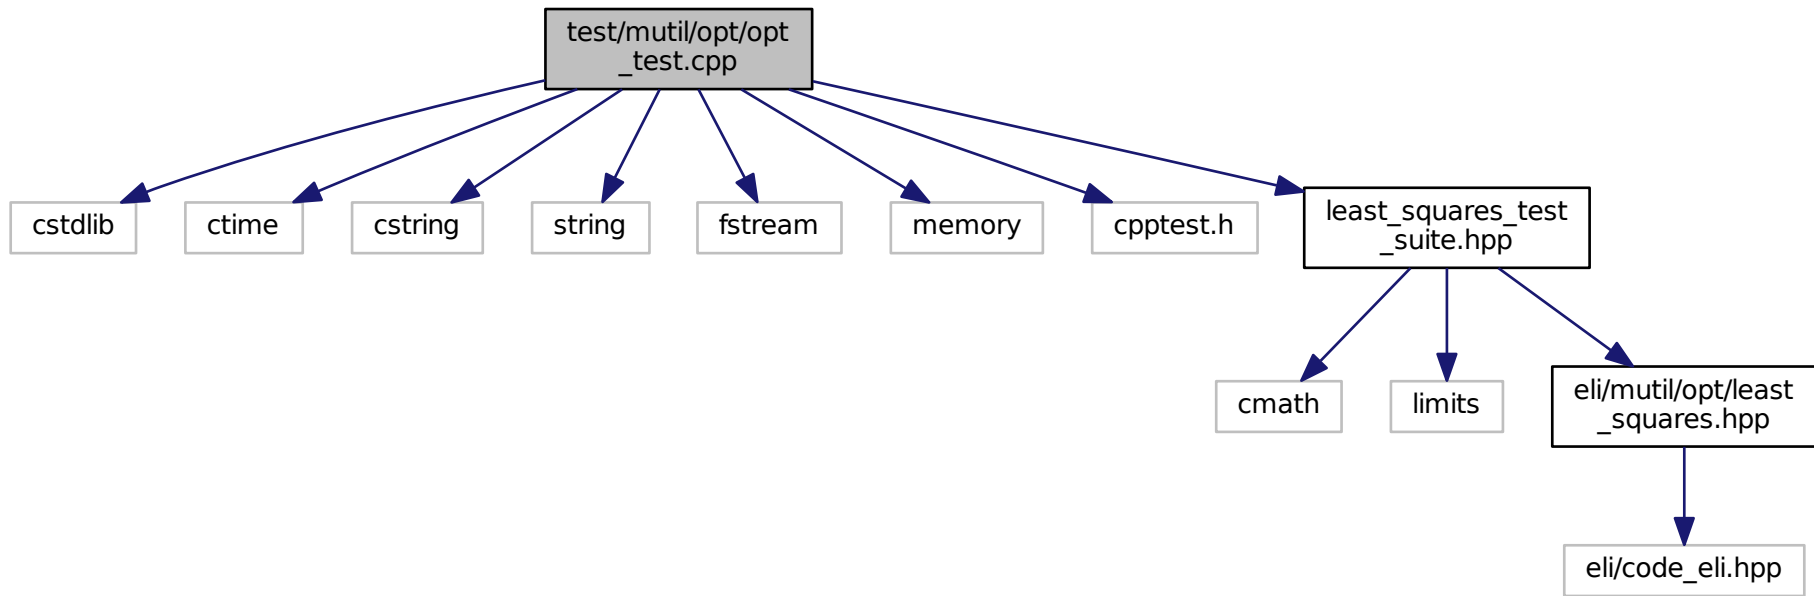 test/mutil/opt/opt
_test.cpp
cstdlib
ctime
cstring
string
fstream
memory
cpptest.h
least_squares_test
_suite.hpp
cmath
limits
eli/mutil/opt/least
_squares.hpp
eli/code_eli.hpp